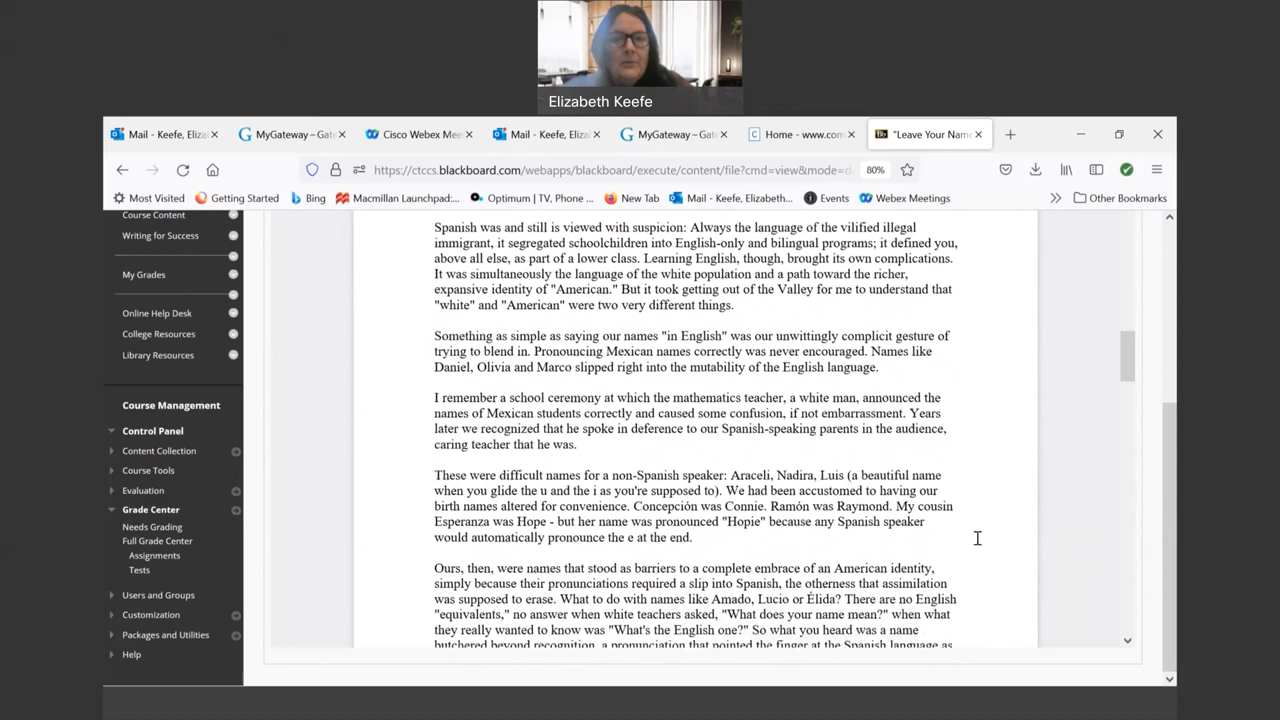 Elizabeth Keefe
Mail - Keefe, Eliza
MyGateway – Gate
Cisco Webex Mee
Mail - Keefe, Eliza
MyGateway – Gate
Home - www.com
"Leave Your Name
https://ctccs.blackboard.com/webapps/blackboard/execute/content/file?cmd=view&mode=d
80%
Most Visited
Getting Started
Bing
Macmillan Launchpad:...
Optimum | TV, Phone ...
New Tab
Mail - Keefe, Elizabeth...
Events
Webex Meetings
Other Bookmarks
Course Content
Writing for Success
My Grades
Online Help Desk
College Resources
Library Resources
Course Management
Control Panel
Content Collection
Course Tools
Evaluation
Grade Center
Needs Grading
Full Grade Center
Assignments
Tests
Users and Groups
Customization
Packages and Utilities
Help
Spanish was and still is viewed with suspicion: Always the language of the vilified illegal
immigrant, it segregated schoolchildren into English-only and bilingual programs; it defined you,
above all else, as part of a lower class. Learning English, though, brought its own complications.
It was simultaneously the language of the white population and a path toward the richer,
expansive identity of "American." But it took getting out of the Valley for me to understand that
"white" and "American" were two very different things.
Something as simple as saying our names "in English" was our unwittingly complicit gesture of
trying to blend in. Pronouncing Mexican names correctly was never encouraged. Names like
Daniel, Olivia and Marco slipped right into the mutability of the English language.
I remember a school ceremony at which the mathematics teacher, a white man, announced the
names of Mexican students correctly and caused some confusion, if not embarrassment. Years
later we recognized that he spoke in deference to our Spanish-speaking parents in the audience,
caring teacher that he was.
These were difficult names for a non-Spanish speaker: Araceli, Nadira, Luis (a beautiful name
when you glide the u and the i as you're supposed to). We had been accustomed to having our
birth names altered for convenience. Concepción was Connie. Ramón was Raymond. My cousin
Esperanza was Hope - but her name was pronounced "Hopie" because any Spanish speaker
would automatically pronounce the e at the end.
Ours, then, were names that stood as barriers to a complete embrace of an American identity,
simply because their pronunciations required a slip into Spanish, the otherness that assimilation
was supposed to erase. What to do with names like Amado, Lucio or Élida? There are no English
"equivalents," no answer when white teachers asked, "What does your name mean?" when what
they really wanted to know was "What's the English one?" So what you heard was a name
butchered beyond recognition, a pronunciation that pointed the finger at the Spanish language as